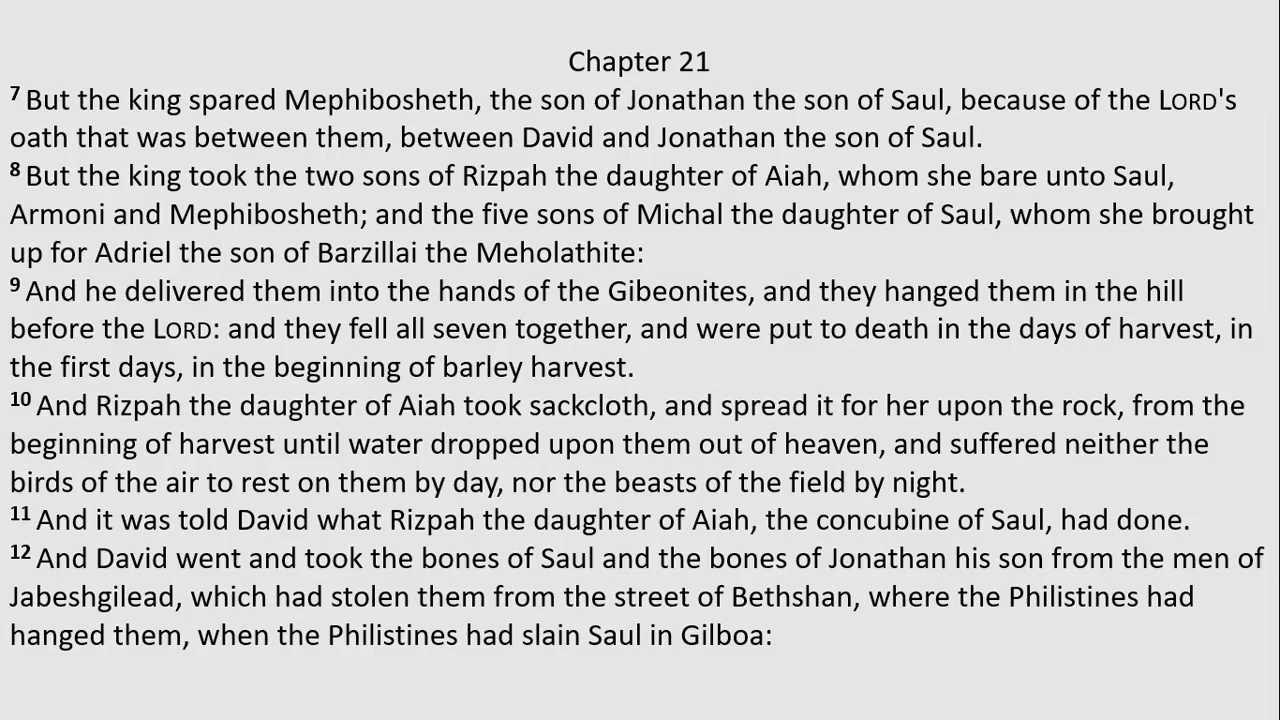 Chapter 21
7 But the king spared Mephibosheth, the son of Jonathan the son of Saul, because of the LORD's
oath that was between them, between David and Jonathan the son of Saul.
8 But the king took the two sons of Rizpah the daughter of Aiah, whom she bare unto Saul,
Armoni and Mephibosheth; and the five sons of Michal the daughter of Saul, whom she brought
up for Adriel the son of Barzillai the Meholathite:
9 And he delivered them into the hands of the Gibeonites, and they hanged them in the hill
before the LORD: and they fell all seven together, and were put to death in the days of harvest, in
the first days, in the beginning of barley harvest.
10 And Rizpah the daughter of Aiah took sackcloth, and spread it for her upon the rock, from the
beginning of harvest until water dropped upon them out of heaven, and suffered neither the
birds of the air to rest on them by day, nor the beasts of the field by night.
11 And it was told David what Rizpah the daughter of Aiah, the concubine of Saul, had done.
12 And David went and took the bones of Saul and the bones of Jonathan his son from the men of
Jabeshgilead, which had stolen them from the street of Bethshan, where the Philistines had
hanged them, when the Philistines had slain Saul in Gilboa: